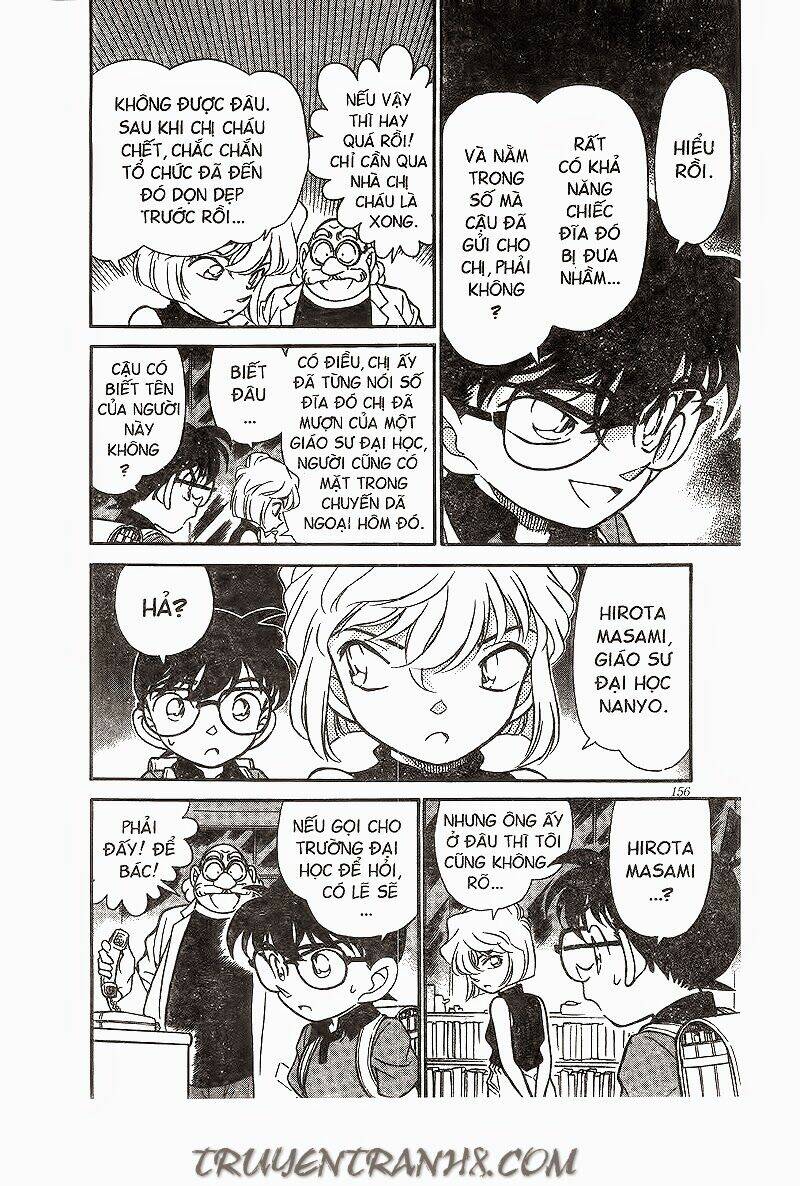 HIỂU
RỒI.
RẤT
CÓ KHẢ
NĂNG
CHIẾC
ĐĨA ĐÓ
BỊ ĐƯA
NHẦM...
VÀ NẰM
TRONG
SỐ MÀ
CẬU ĐÃ
GỬI CHO
CHỊ, PHẢI
KHÔNG
?
NẾU VẬY
THÌ HAY
QUÁ RỒI!
CHỈ CẦN QUA
NHÀ CHỊ
CHÁU LÀ
XONG.
KHÔNG ĐƯỢC ĐÂU.
SAU KHI CHỊ CHÁU
CHẾT, CHẮC CHẮN
TỔ CHỨC ĐÃ ĐẾN
ĐÓ DỌN DẸP
TRƯỚC RỒI...
CÓ ĐIỀU, CHỊ ẤY
ĐÃ TỪNG NÓI SỐ
ĐĨA ĐÓ CHỊ ĐÃ
MƯỢN CỦA MỘT
GIÁO SƯ ĐẠI HỌC,
NGƯỜI CŨNG CÓ
MẶT TRONG
CHUYẾN DÃ
NGOẠI HÔM ĐÓ.
BIẾT
ĐÂU
...
CẬU CÓ
BIẾT TÊN
CỦA NGƯỜI
NÀY
KHÔNG
?
HIROTA
MASAMI,
GIÁO SƯ
ĐẠI HỌC
NANYO.
HẢ?
156
HIROTA
MASAMI
...?
NHƯNG ÔNG ẤY
Ở ĐÂU THÌ TÔI
CŨNG KHÔNG
RÕ...
NẾU GỌI CHO
TRƯỜNG ĐẠI
HỌC ĐỂ HỎI,
CÓ LẼ SẼ
...
PHẢI
ĐẤY! ĐỂ
BÁC!
TRUYENTRANH8.COM